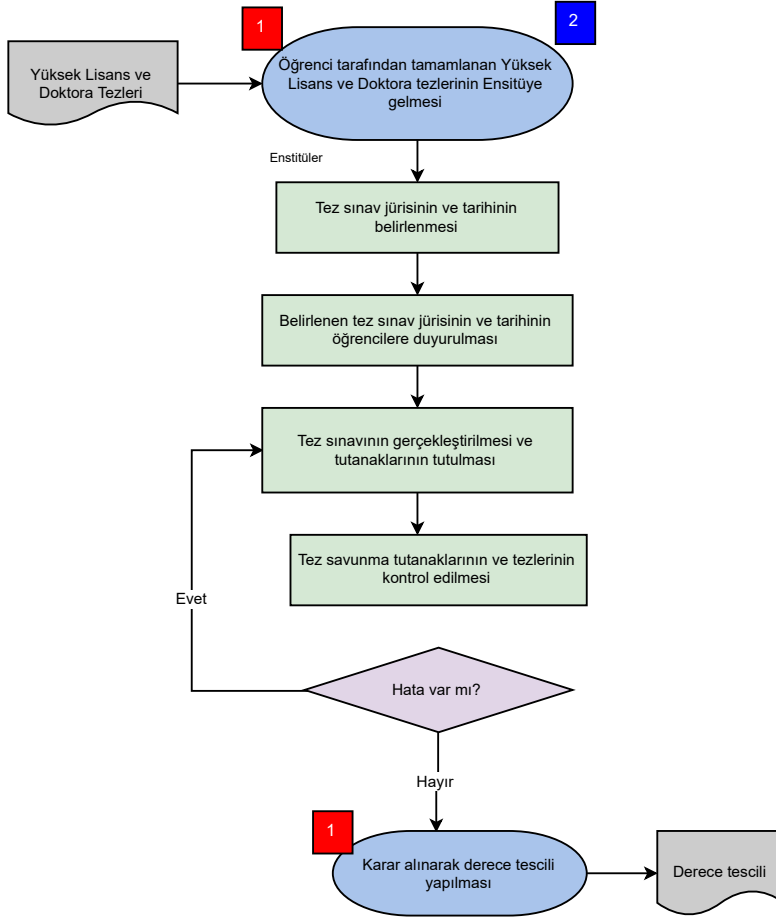 1
2
Yüksek Lisans ve
Doktora Tezleri
Öğrenci tarafından tamamlanan Yüksek
Lisans ve Doktora tezlerinin Ensitüye
gelmesi
Enstitüler
Tez sınav jürisinin ve tarihinin
belirlenmesi
Belirlenen tez sınav jürisinin ve tarihinin
öğrencilere duyurulması
Tez sınavının gerçekleştirilmesi ve
tutanaklarının tutulması
Tez savunma tutanaklarının ve tezlerinin
kontrol edilmesi
Evet
Hata var mı?
Hayır
1
Karar alınarak derece tescili
yapılması
Derece tescili